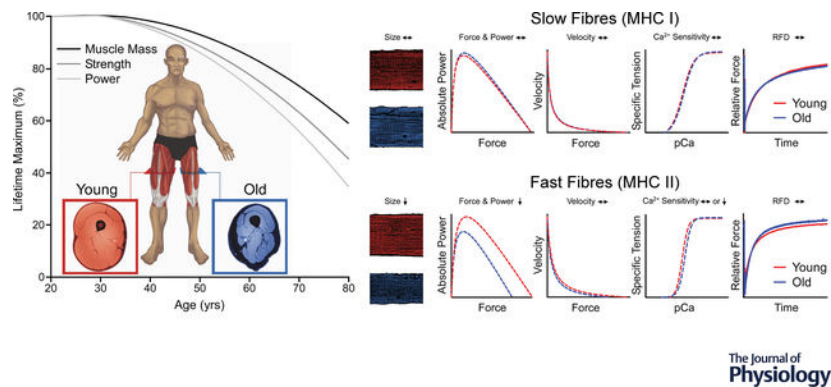 100
80
60
40
20
0
20
30
40
50
60
70
80
Lifetime Maximum (%)
Age (yrs)
Muscle Mass
Strength
Power
Young
Old
Slow Fibres (MHC I)
Size ↔
Force & Power ↔
Velocity ↔
Ca²⁺ Sensitivity ↔
RFD ↔
Absolute Power
Force
Velocity
Force
Specific Tension
pCa
Relative Force
Time
Young
Old
Fast Fibres (MHC II)
Size ↓
Force & Power ↓
Velocity ↔
Ca²⁺ Sensitivity ↔ or ↓
RFD ↔
Absolute Power
Force
Velocity
Force
Specific Tension
pCa
Relative Force
Time
Young
Old
The Journal of
Physiology